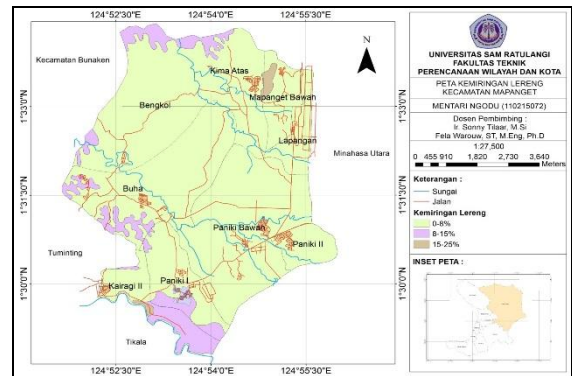 124°52'30"E 124°54'0"E 124°55'30"E
Kecamatan Bunaken
Kima Atas
Mapanget Bawah
Bengkol
Lapangan
Minahasa Utara
Buha
Paniki Bawah
Paniki II
Tuminting
Paniki I
Kairagi II
Tikala
1°30'0"N
1°30'0"N
124°52'30"E 124°54'0"E 124°55'30"E
UNIVERSITAS SAM RATULANGI
FAKULTAS TEKNIK
PERENCANAAN WILAYAH DAN KOTA
PETA KEMIRINGAN LERENG
KECAMATAN MAPANGET
MENTARI NGODU (110215072)
Dosen Pembimbing :
Ir. Sonny Tilaar, M.Si
Fela Warouw, ST, M.Eng, Ph.D
1:27,500
0 455 910 1,820 2,730 3,640
Meters
Keterangan :
Sungai
Jalan
Kemiringan Lereng
0-8%
8-15%
15-25%
INSET PETA :